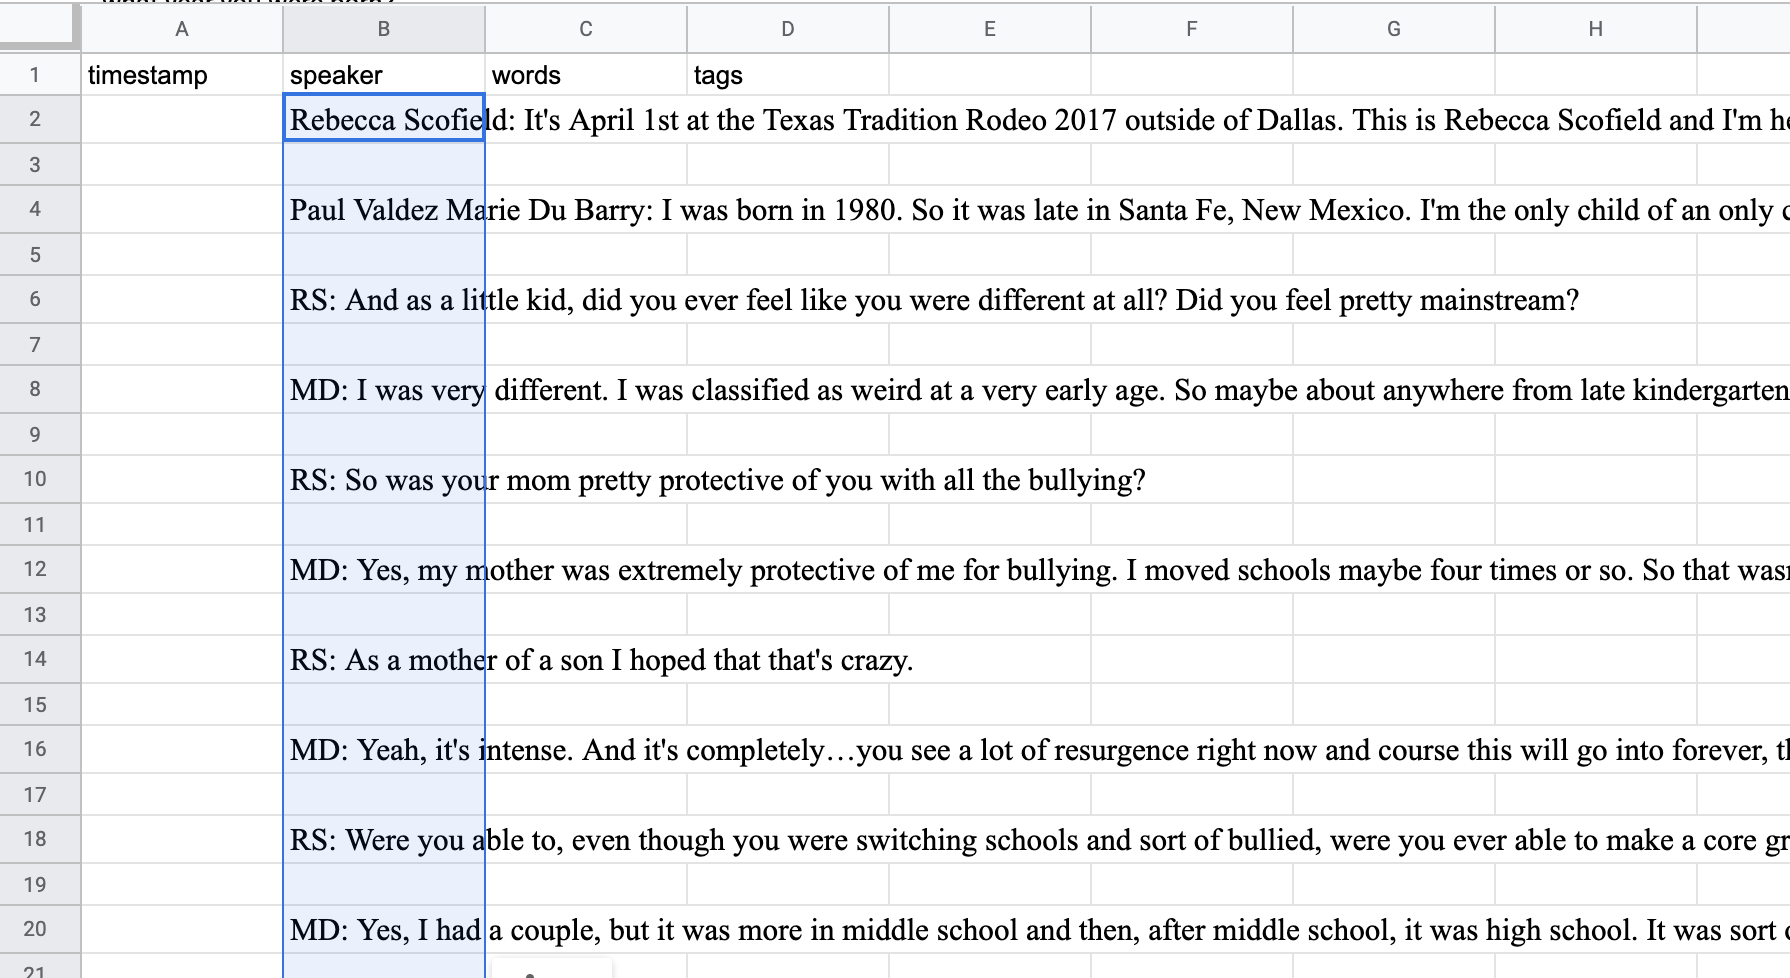 what year you were born?
A B C D E F G H
1 timestamp speaker words tags
2 Rebecca Scofield: It's April 1st at the Texas Tradition Rodeo 2017 outside of Dallas. This is Rebecca Scofield and I'm he
3
4 Paul Valdez Marie Du Barry: I was born in 1980. So it was late in Santa Fe, New Mexico. I'm the only child of an only c
5
6 RS: And as a little kid, did you ever feel like you were different at all? Did you feel pretty mainstream?
7
8 MD: I was very different. I was classified as weird at a very early age. So maybe about anywhere from late kindergarten
9
10 RS: So was your mom pretty protective of you with all the bullying?
11
12 MD: Yes, my mother was extremely protective of me for bullying. I moved schools maybe four times or so. So that wasn
13
14 RS: As a mother of a son I hoped that that's crazy.
15
16 MD: Yeah, it's intense. And it's completely…you see a lot of resurgence right now and course this will go into forever, th
17
18 RS: Were you able to, even though you were switching schools and sort of bullied, were you ever able to make a core gr
19
20 MD: Yes, I had a couple, but it was more in middle school and then, after middle school, it was high school. It was sort o
21